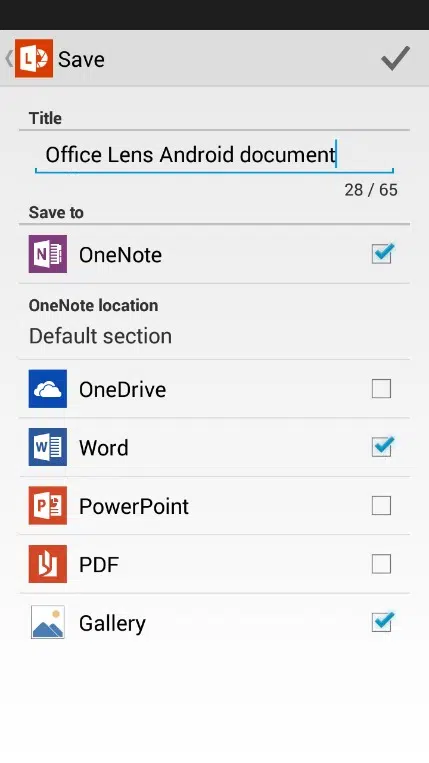 Save
Title
Office Lens Android document
28 / 65
Save to
OneNote
OneNote location
Default section
OneDrive
Word
PowerPoint
PDF
Gallery